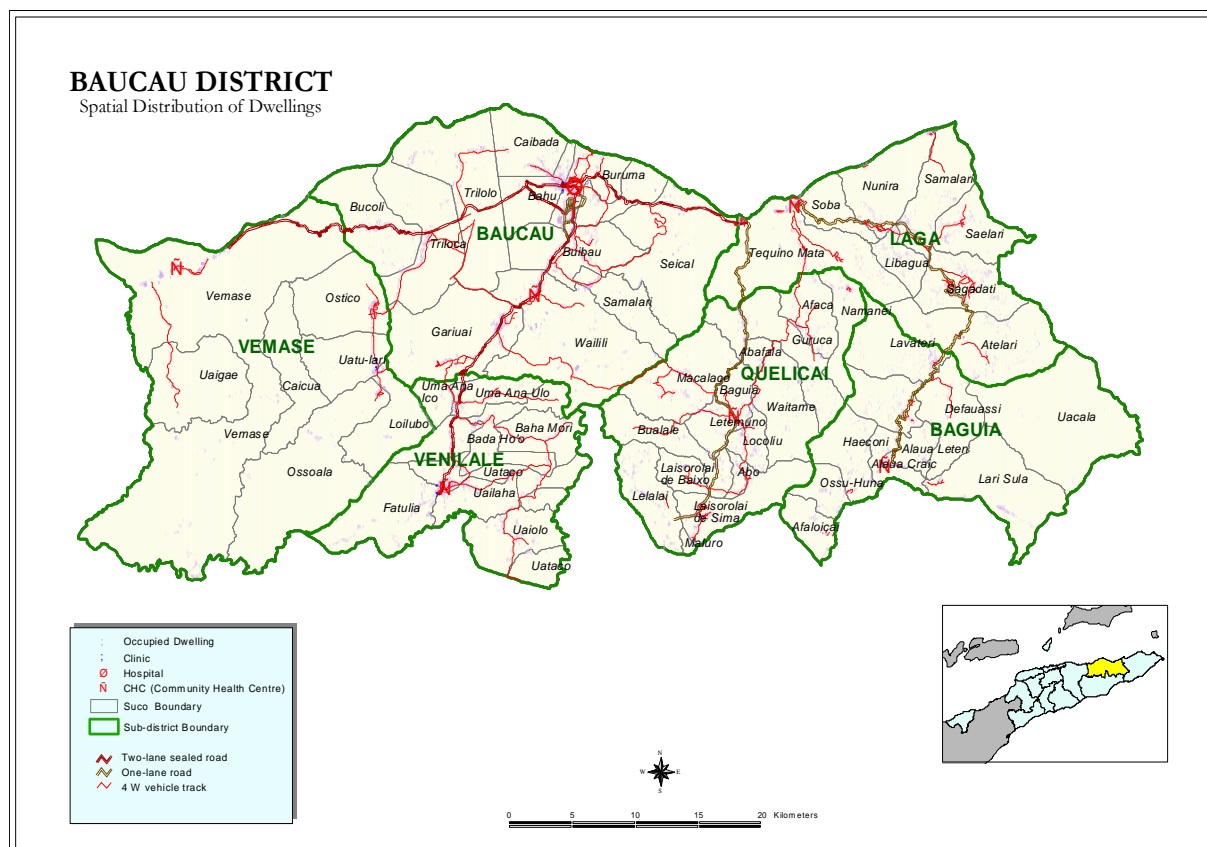 BAUCAU DISTRICT
Spatial Distribution of Dwellings
Caibada
Buruma
Bahu
Trilolo
Bucoli
BAUCAU
Triloca
Buibau
Seical
Samalari
Gariuai
Wailili
Nunira
Samalari
Soba
LAGA
Saelari
Tequino Mata
Libagua
Sagadati
Atelari
Lavateri
Ñ
Vemase
Ostico
VEMASE
Uatu-lari
Uaigae
Caicua
Vemase
Ossoala
Loilubo
Uma Ana
Ico
Uma Ana Ulo
Baha Mori
Bada Ho'o
VENILALE
Uataco
Uailaha
Fatulia
Uaiolo
Uataco
Afaca
Namanei
Guruca
Abafala
QUELICAI
Macalaco
Baguia
Waitame
Letemuno
Bualale
Locoliu
Laisorolai
de Baixo
Abo
Lelalai
Laisorolai
de Sima
Maluro
Defauassi
Uacala
BAGUIA
Haeconi
Alaua Leten
Alaua Craic
Lari Sula
Ossu-Huna
Afaloicai
Occupied Dwelling
Clinic
Ø Hospital
Ñ CHC (Community Health Centre)
Suco Boundary
Sub-district Boundary
Two-lane sealed road
One-lane road
4 W vehicle track
N
W E
S
0 5 10 15 20 Kilometers